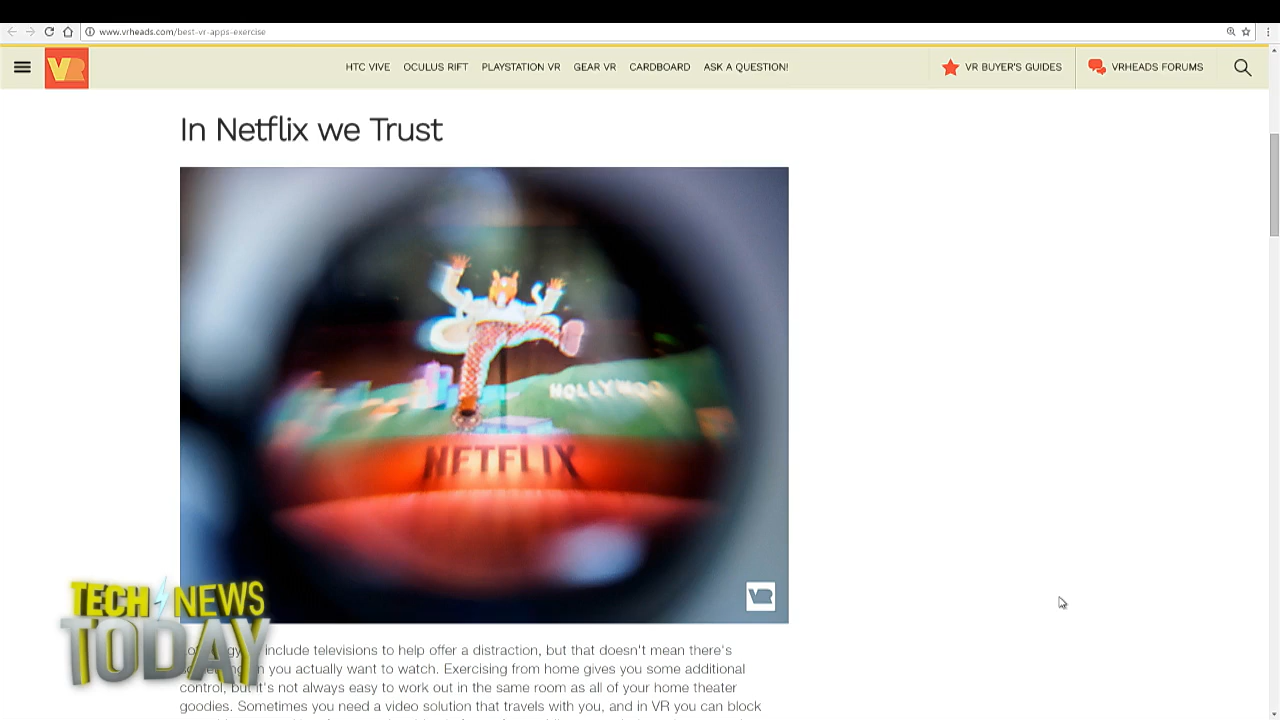 www.vrheads.com/best-vr-apps-exercise
VR
HTC VIVE OCULUS RIFT PLAYSTATION VR GEAR VR CARDBOARD ASK A QUESTION! VR BUYER'S GUIDES VRHEADS FORUMS
In Netflix we Trust
HOLLYWOO
NETFLIX
VR
TECH NEWS
TODAY
include televisions to help offer a distraction, but that doesn't mean there's
you actually want to watch. Exercising from home gives you some additional
control, but it's not always easy to work out in the same room as all of your home theater
goodies. Sometimes you need a video solution that travels with you, and in VR you can block